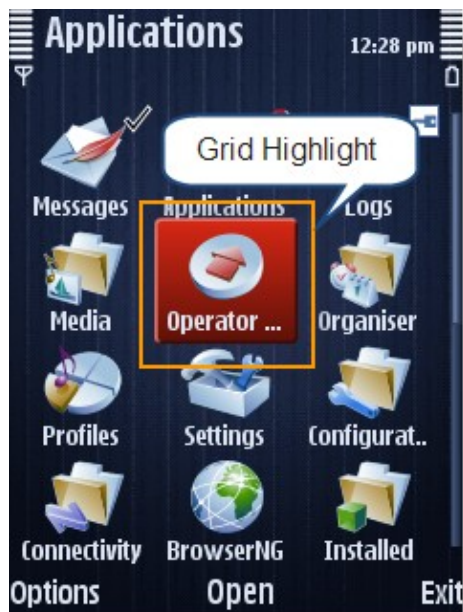 Applications
12:28 pm
Grid Highlight
Messages
Applications
Logs
Media
Operator ...
Organiser
Profiles
Settings
Configurat..
Connectivity
BrowserNG
Installed
Options
Open
Exit